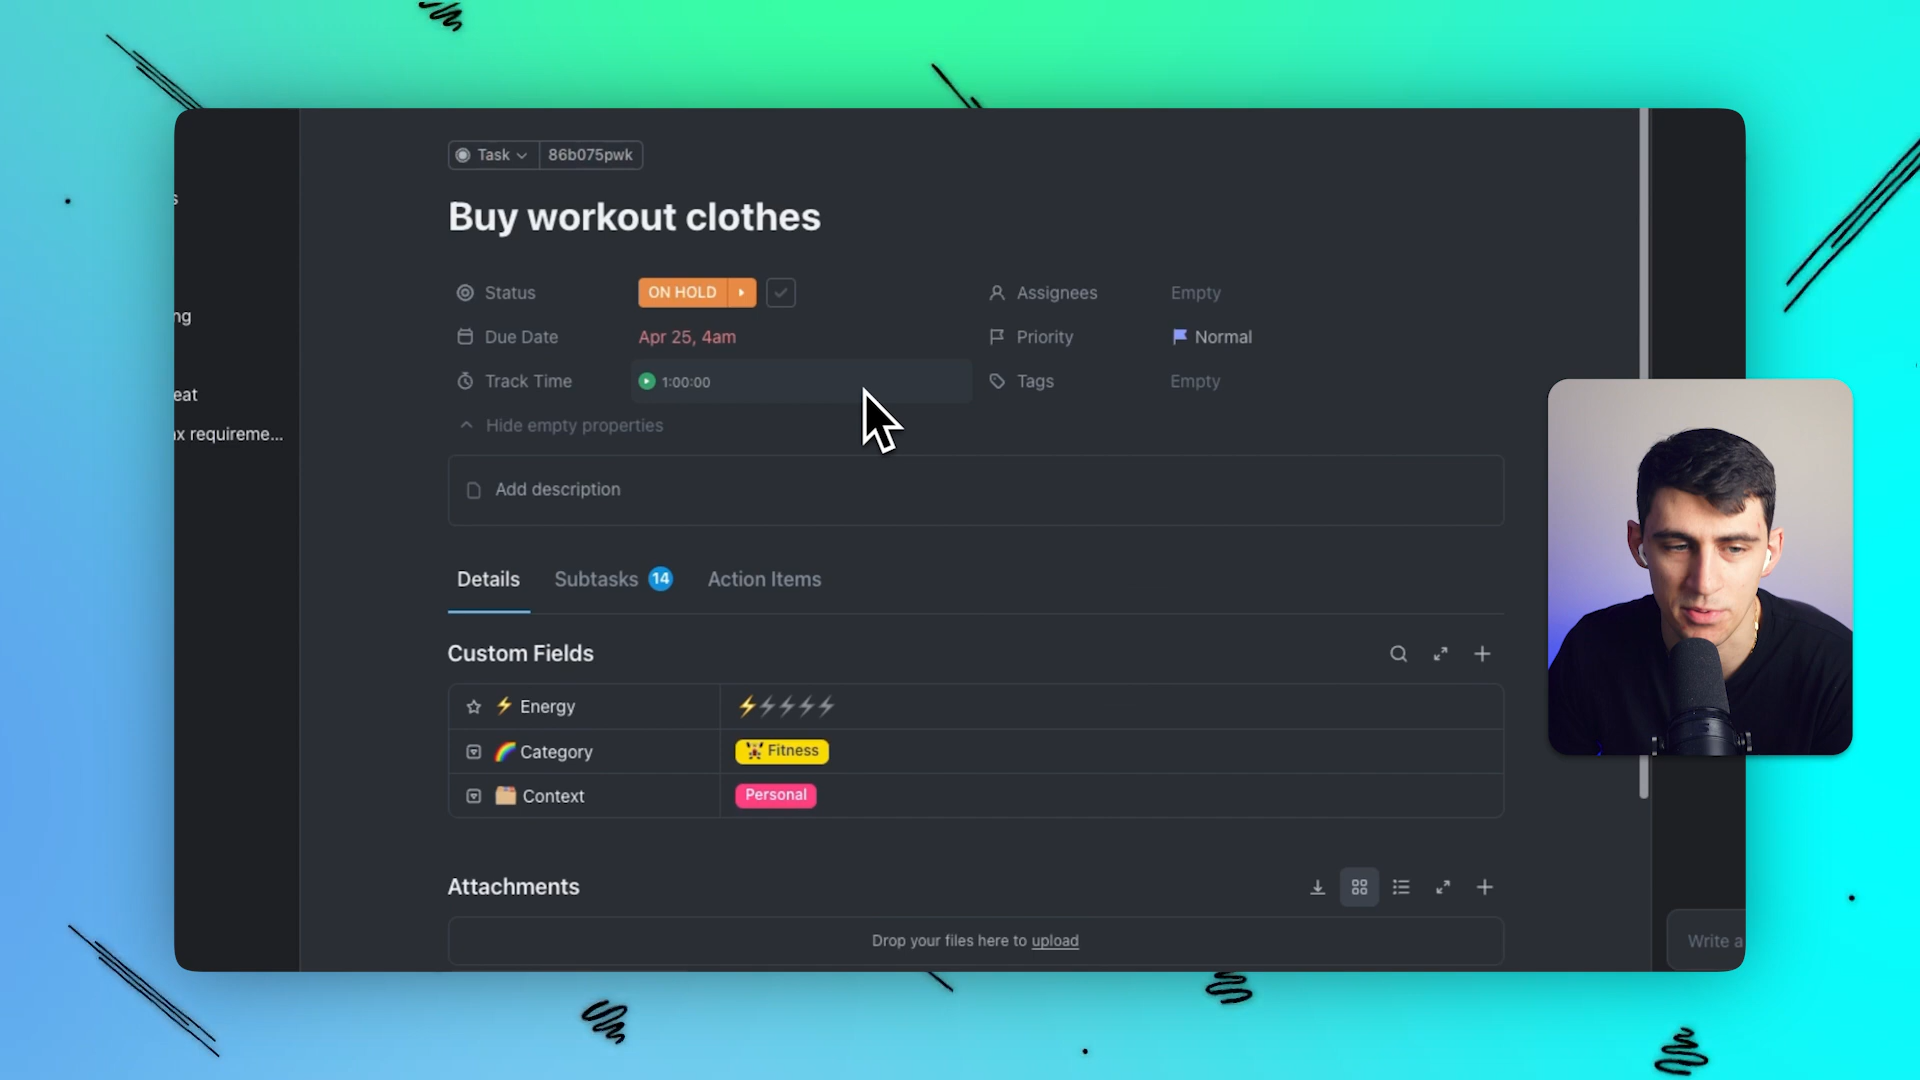 Task 86b075pwk
s
Buy workout clothes
Status ON HOLD Assignees Empty
ng
Due Date Apr 25, 4am Priority Normal
Track Time 1:00:00 Tags Empty
eat
Hide empty properties
x requireme...
Add description
Details Subtasks 14 Action Items
Custom Fields
Energy
Category Fitness
Context Personal
Attachments
Drop your files here to upload
Write a